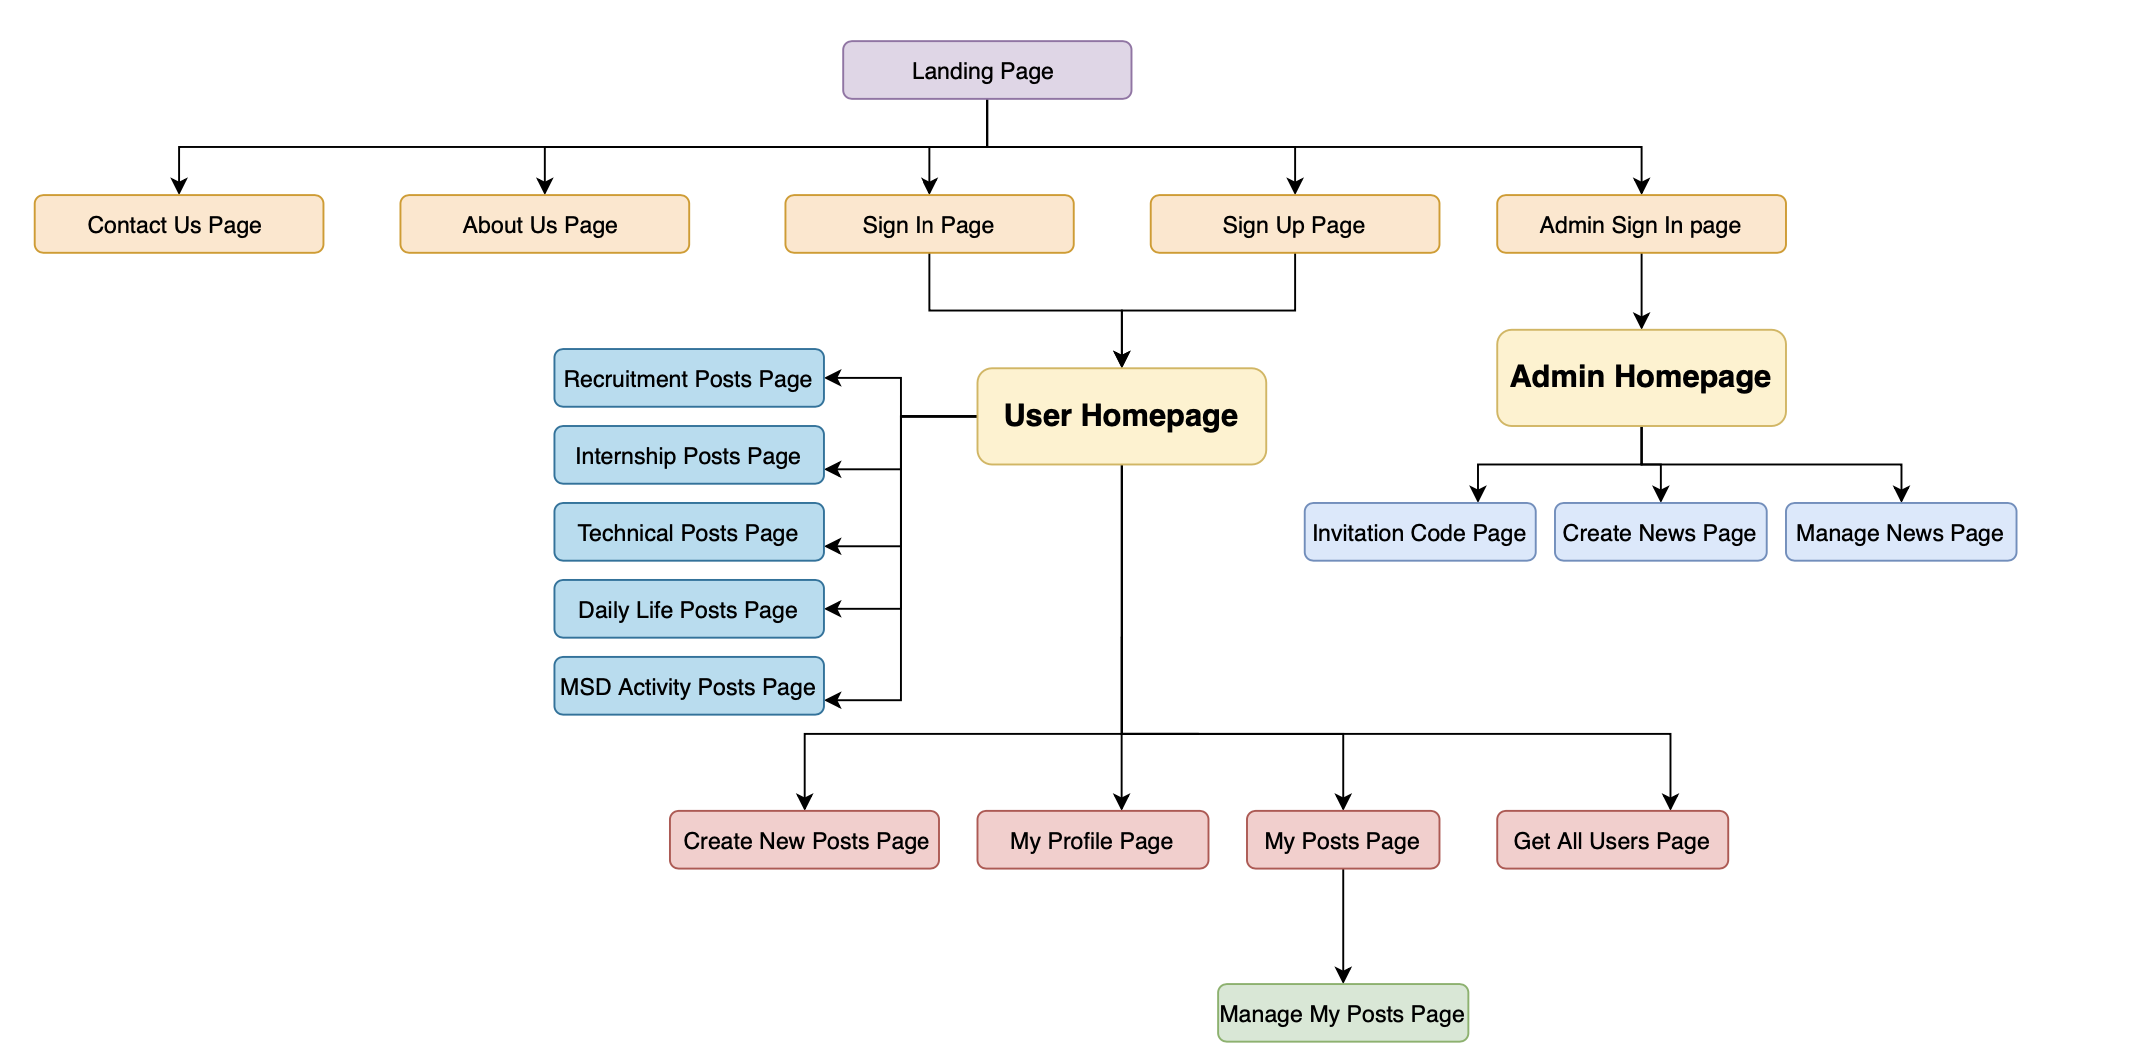 Landing Page
Contact Us Page
About Us Page
Sign In Page
Sign Up Page
Admin Sign In page
Recruitment Posts Page
Internship Posts Page
Technical Posts Page
Daily Life Posts Page
MSD Activity Posts Page
User Homepage
Admin Homepage
Invitation Code Page
Create News Page
Manage News Page
Create New Posts Page
My Profile Page
My Posts Page
Get All Users Page
Manage My Posts Page